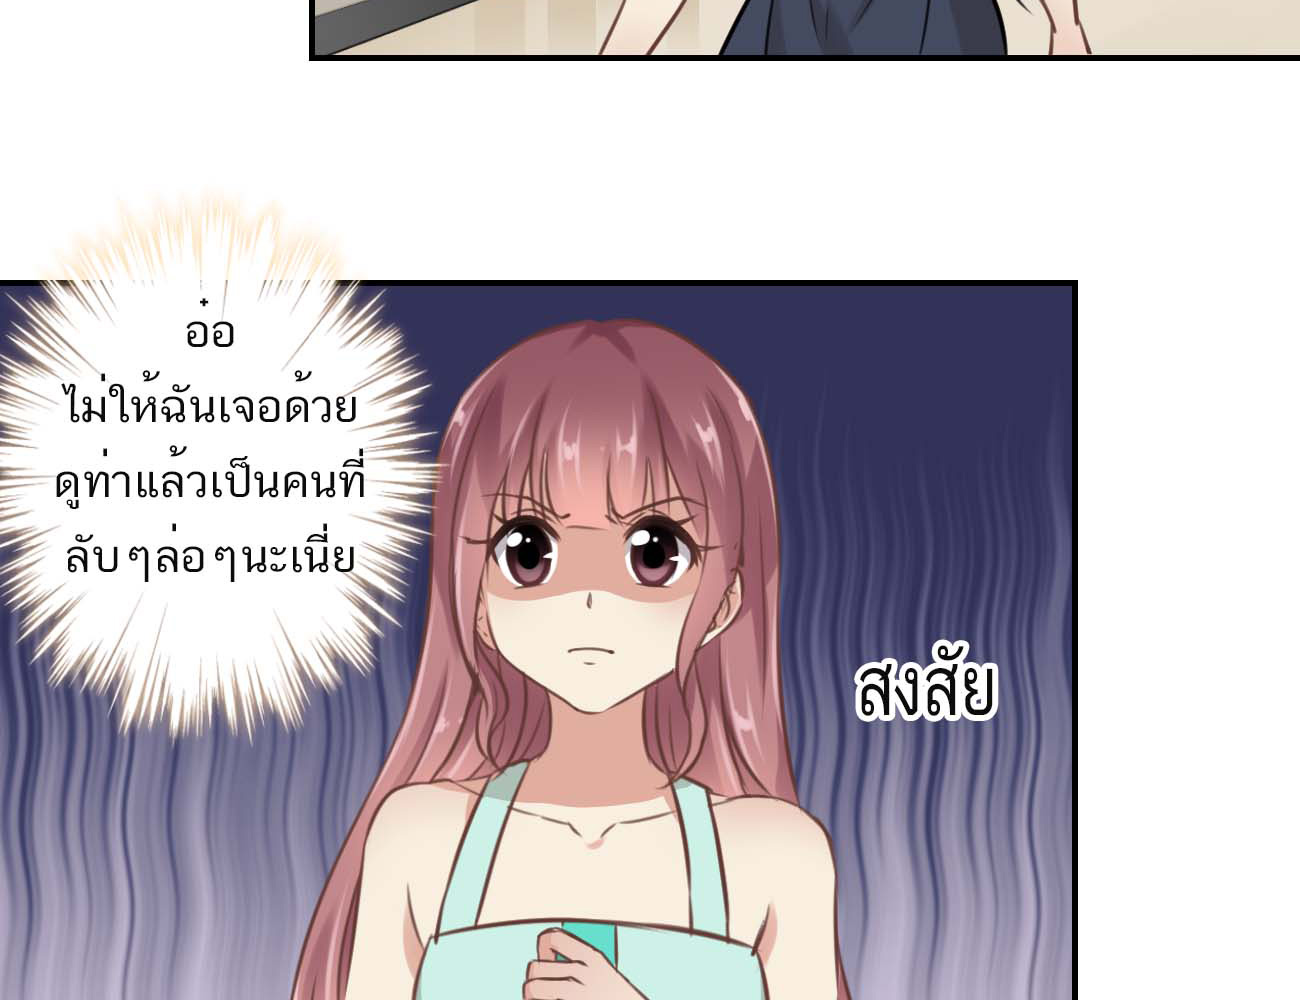 อ๋อ
ไม่ให้ฉันเจอด้วย
ดูท่าแล้วเป็นคนที่
ลับๆล่อๆนะเนี่ย
สงสัย